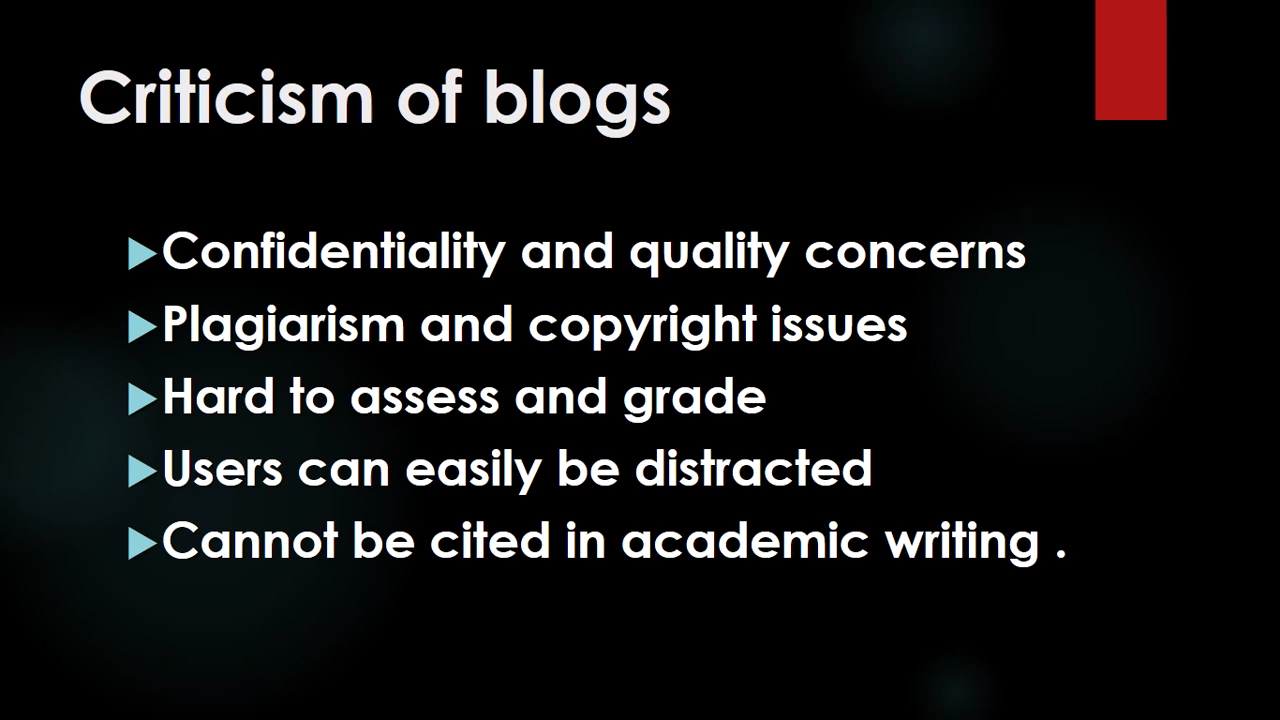 Criticism of blogs
Confidentiality and quality concerns
Plagiarism and copyright issues
Hard to assess and grade
Users can easily be distracted
Cannot be cited in academic writing .